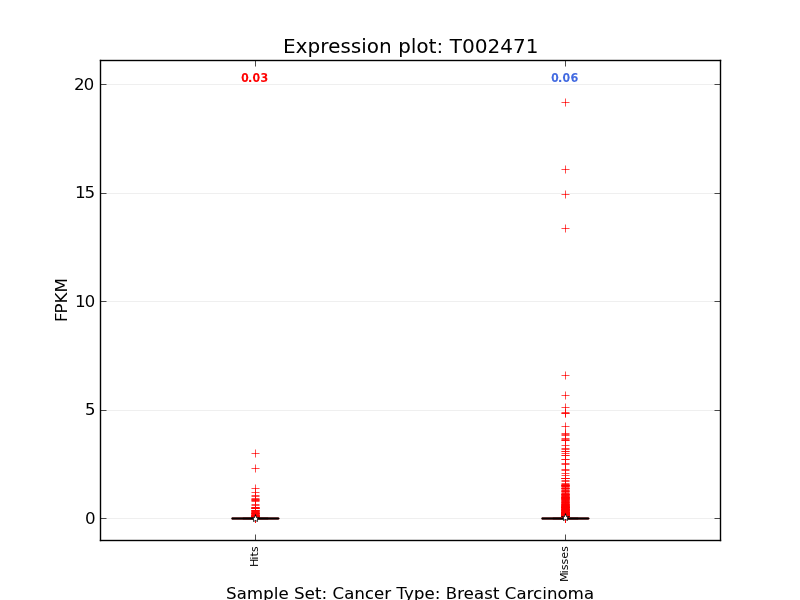 Expression plot: T002471
0.03
0.06
20
15
10
5
0
FPKM
Hits
Misses
Sample Set: Cancer Type: Breast Carcinoma